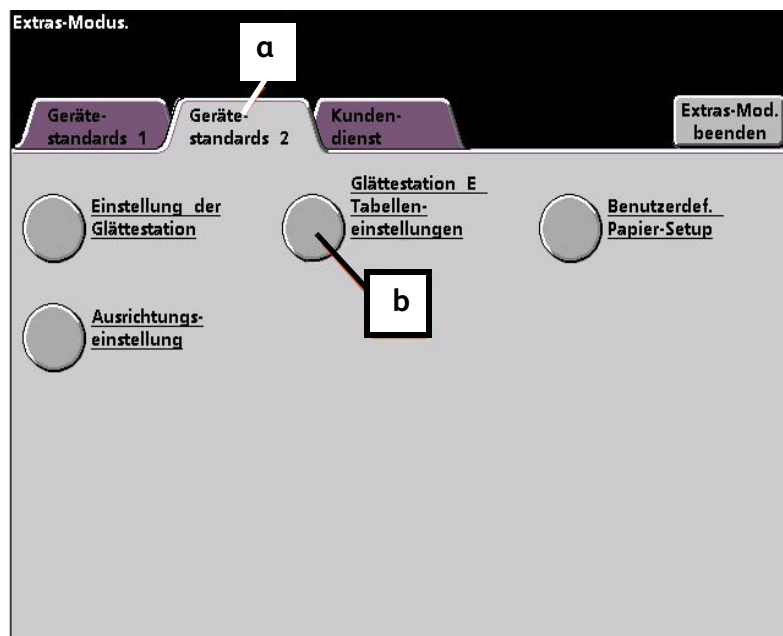 Extras-Modus.
a
Geräte-
standards 1
Geräte-
standards 2
Kunden-
dienst
Extras-Mod.
beenden
Einstellung der
Glättestation
Glättestation E
Tabellen-
einstellungen
Benutzerdef.
Papier-Setup
b
Ausrichtungs-
einstellung